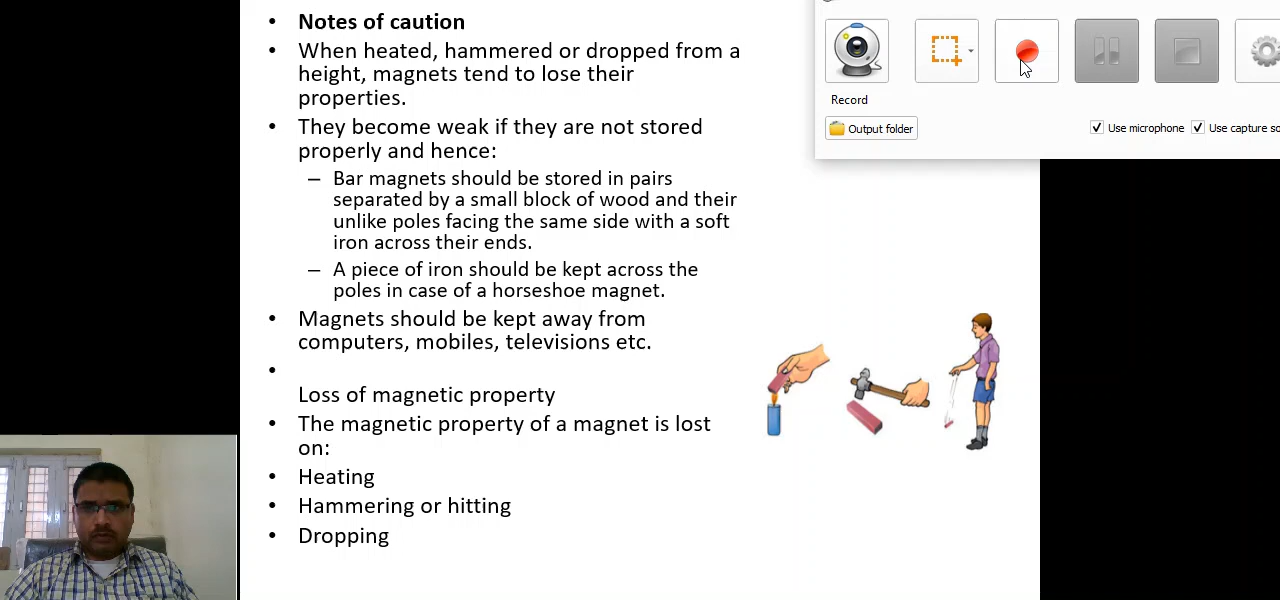 • Notes of caution
• When heated, hammered or dropped from a
height, magnets tend to lose their
properties.
• They become weak if they are not stored
properly and hence:
– Bar magnets should be stored in pairs
separated by a small block of wood and their
unlike poles facing the same side with a soft
iron across their ends.
– A piece of iron should be kept across the
poles in case of a horseshoe magnet.
• Magnets should be kept away from
computers, mobiles, televisions etc.
•
Loss of magnetic property
• The magnetic property of a magnet is lost
on:
• Heating
• Hammering or hitting
• Dropping
Record
Output folder
Use microphone
Use capture so